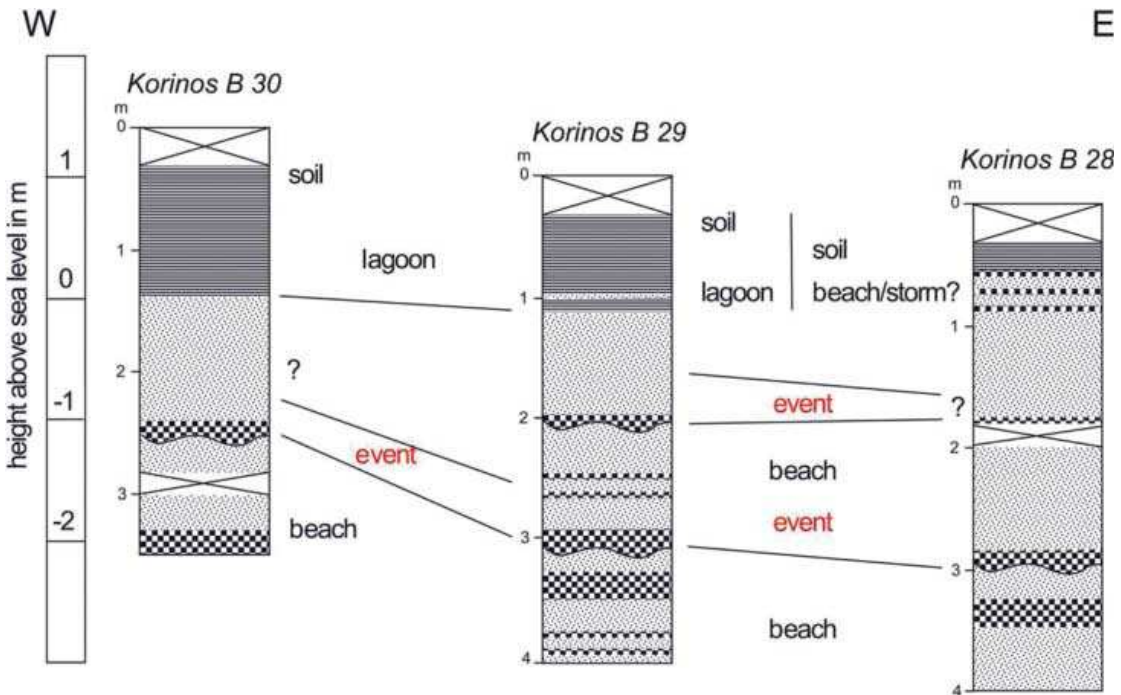 W
E
Korinos B 30
Korinos B 29
Korinos B 28
height above sea level in m
1
0
-1
-2
m
0
1
2
3
soil
lagoon
?
event
beach
m
0
1
2
3
4
soil
lagoon
soil
beach/storm?
event
?
beach
event
beach
m
0
1
2
3
4